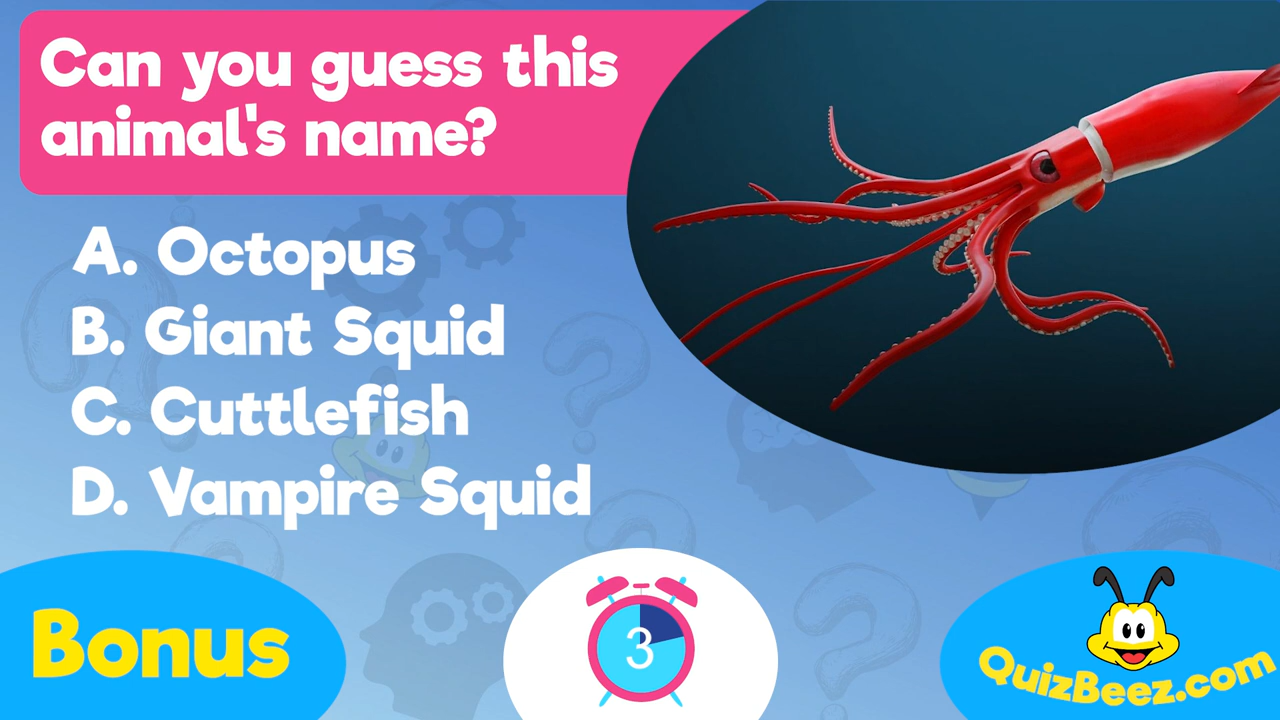 Can you guess this
animal's name?
A. Octopus
B. Giant Squid
C. Cuttlefish
D. Vampire Squid
Bonus
3
QuizBeez.com